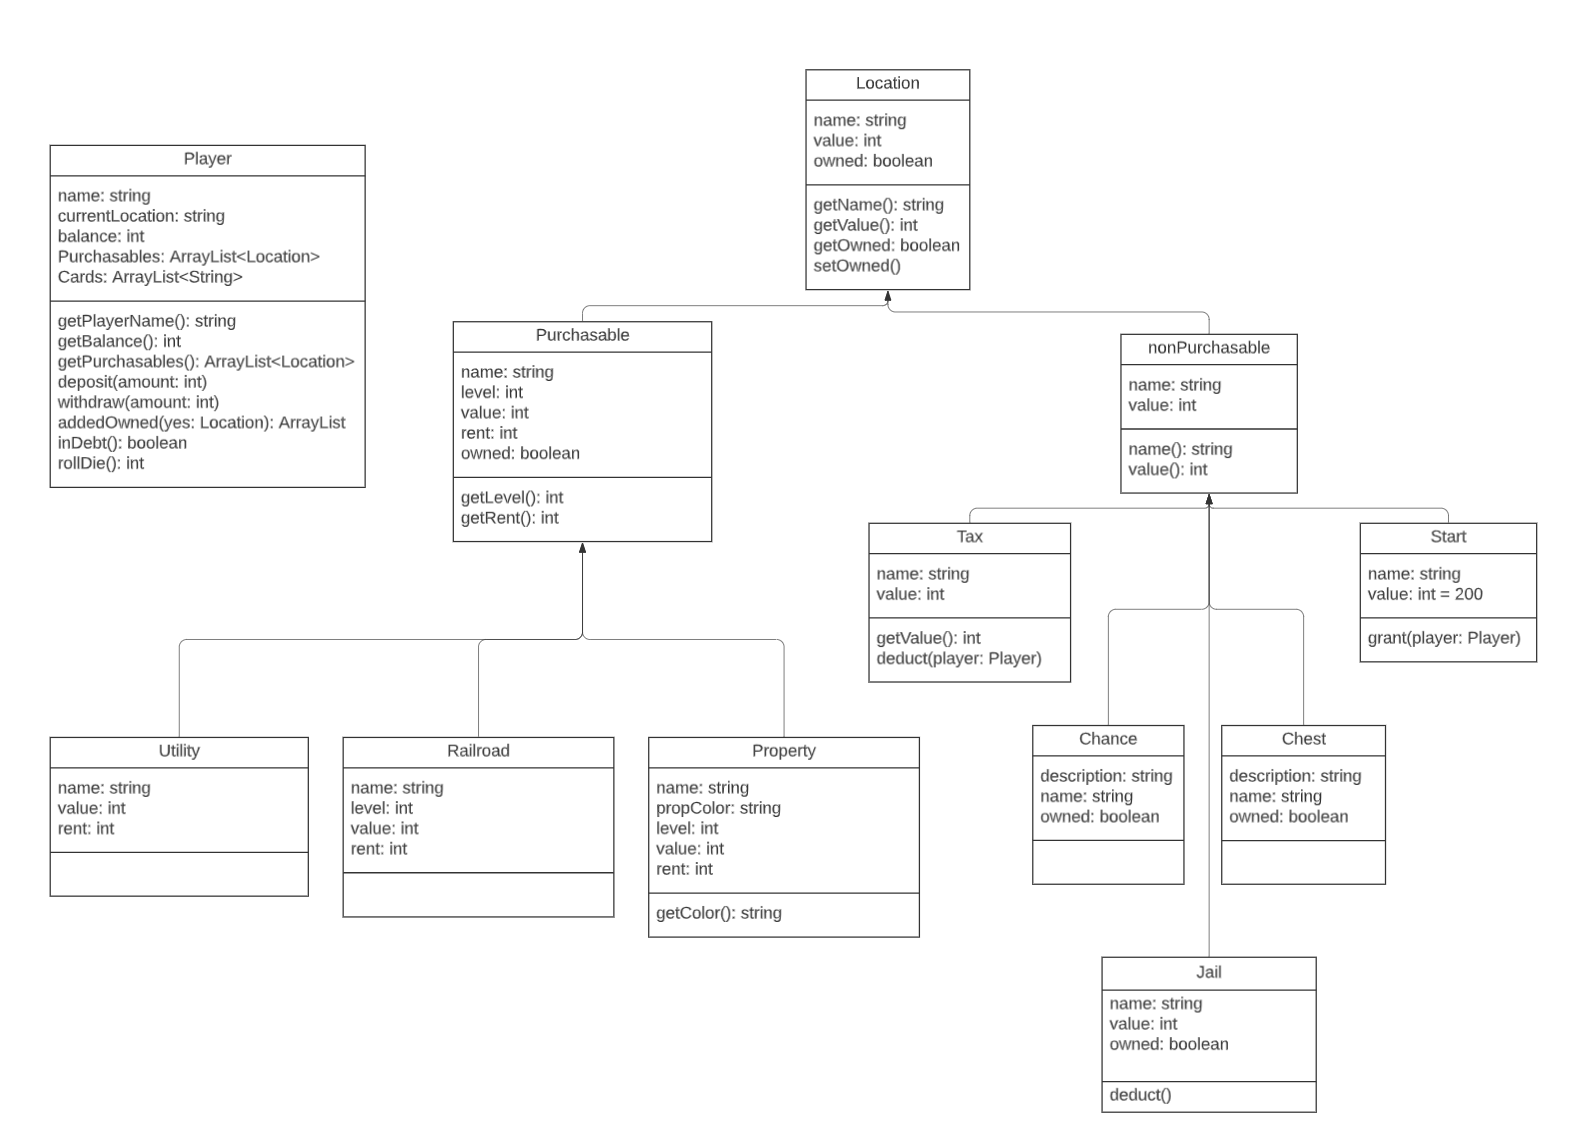 Location
name: string
value: int
owned: boolean
getName(): string
getValue(): int
getOwned: boolean
setOwned()
Player
name: string
currentLocation: string
balance: int
Purchasables: ArrayList<Location>
Cards: ArrayList<String>
getPlayerName(): string
getBalance(): int
getPurchasables(): ArrayList<Location>
deposit(amount: int)
withdraw(amount: int)
addedOwned(yes: Location): ArrayList
inDebt(): boolean
rollDie(): int
Purchasable
name: string
level: int
value: int
rent: int
owned: boolean
getLevel(): int
getRent(): int
nonPurchasable
name: string
value: int
name(): string
value(): int
Tax
name: string
value: int
getValue(): int
deduct(player: Player)
Start
name: string
value: int = 200
grant(player: Player)
Utility
name: string
value: int
rent: int
Railroad
name: string
level: int
value: int
rent: int
Property
name: string
propColor: string
level: int
value: int
rent: int
getColor(): string
Chance
description: string
name: string
owned: boolean
Chest
description: string
name: string
owned: boolean
Jail
name: string
value: int
owned: boolean
deduct()